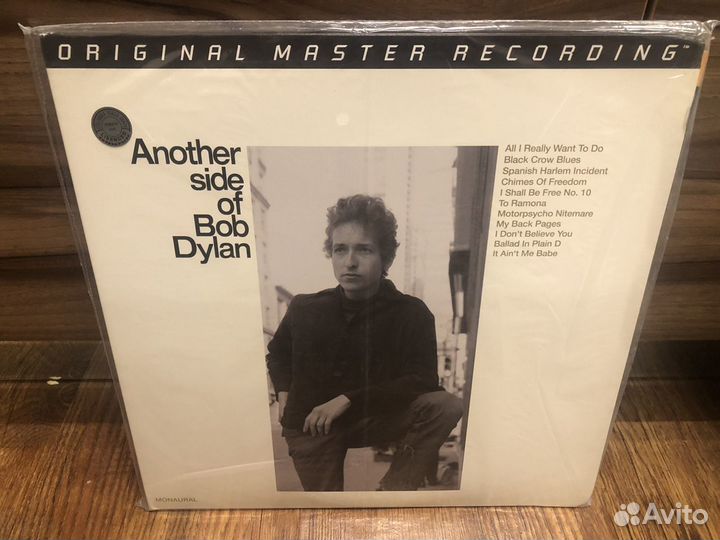 ORIGINAL MASTER RECORDING™
Another
side
of
Bob
Dylan
All I Really Want To Do
Black Crow Blues
Spanish Harlem Incident
Chimes Of Freedom
I Shall Be Free No. 10
To Ramona
Motorpsycho Nitemare
My Back Pages
I Don't Believe You
Ballad In Plain D
It Ain't Me Babe
MONAURAL
Avito